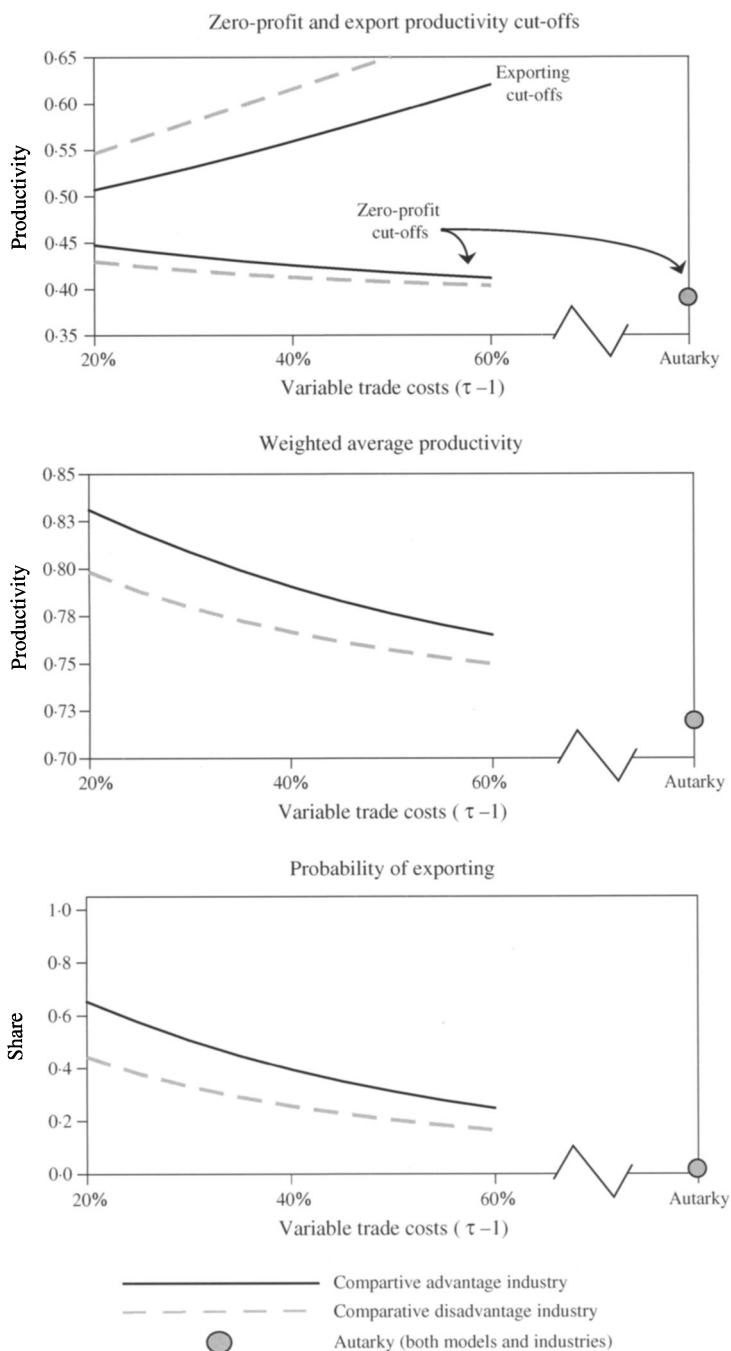 Zero-profit and export productivity cut-offs
0·65
0·60
0·55
0·50
0·45
0·40
0·35
Productivity
Exporting
cut-offs
Zero-profit
cut-offs
20%
40%
60%
Autarky
Variable trade costs (τ –1)
Weighted average productivity
0·85
0·83
0·80
0·78
0·75
0·73
0·70
Productivity
20%
40%
60%
Autarky
Variable trade costs ( τ –1)
Probability of exporting
1·0
0·8
0·6
0·4
0·2
0·0
Share
20%
40%
60%
Autarky
Variable trade costs ( τ –1)
Compartive advantage industry
Comparative disadvantage industry
Autarky (both models and industries)